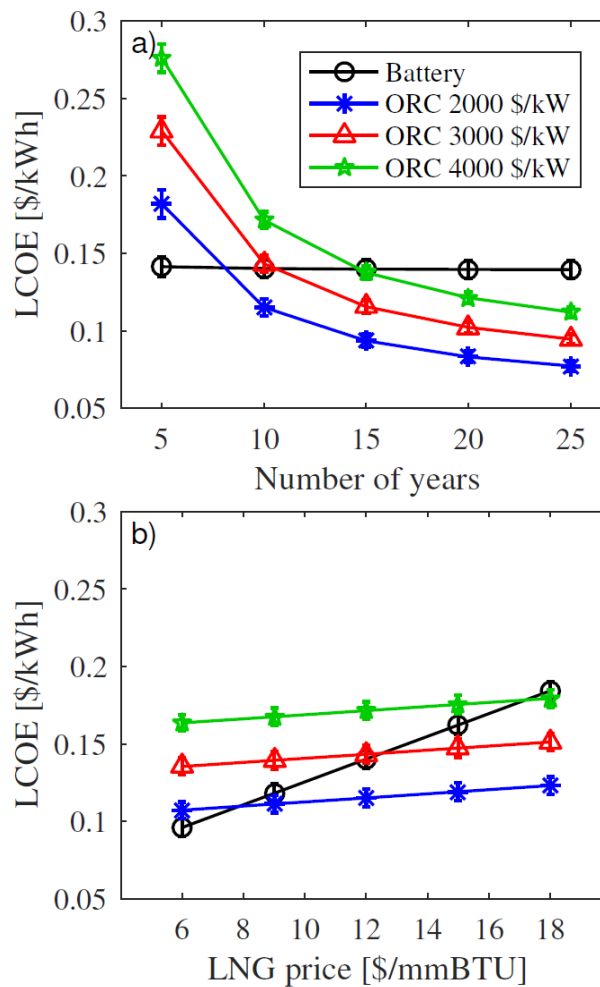 a)
Battery
ORC 2000 $/kW
ORC 3000 $/kW
ORC 4000 $/kW
LCOE [$/kWh]
0.3
0.25
0.2
0.15
0.1
0.05
5 10 15 20 25
Number of years
b)
LCOE [$/kWh]
0.3
0.25
0.2
0.15
0.1
0.05
6 8 10 12 14 16 18
LNG price [$/mmBTU]